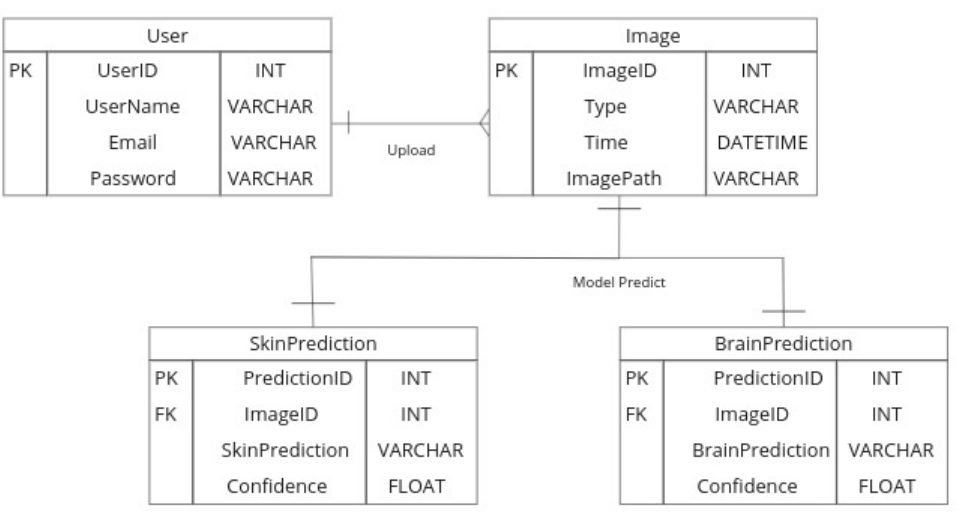 User
PK UserID INT
UserName VARCHAR
Email VARCHAR
Password VARCHAR
Upload
Image
PK ImageID INT
Type VARCHAR
Time DATETIME
ImagePath VARCHAR
Model Predict
SkinPrediction
PK PredictionID INT
FK ImageID INT
SkinPrediction VARCHAR
Confidence FLOAT
BrainPrediction
PK PredictionID INT
FK ImageID INT
BrainPrediction VARCHAR
Confidence FLOAT